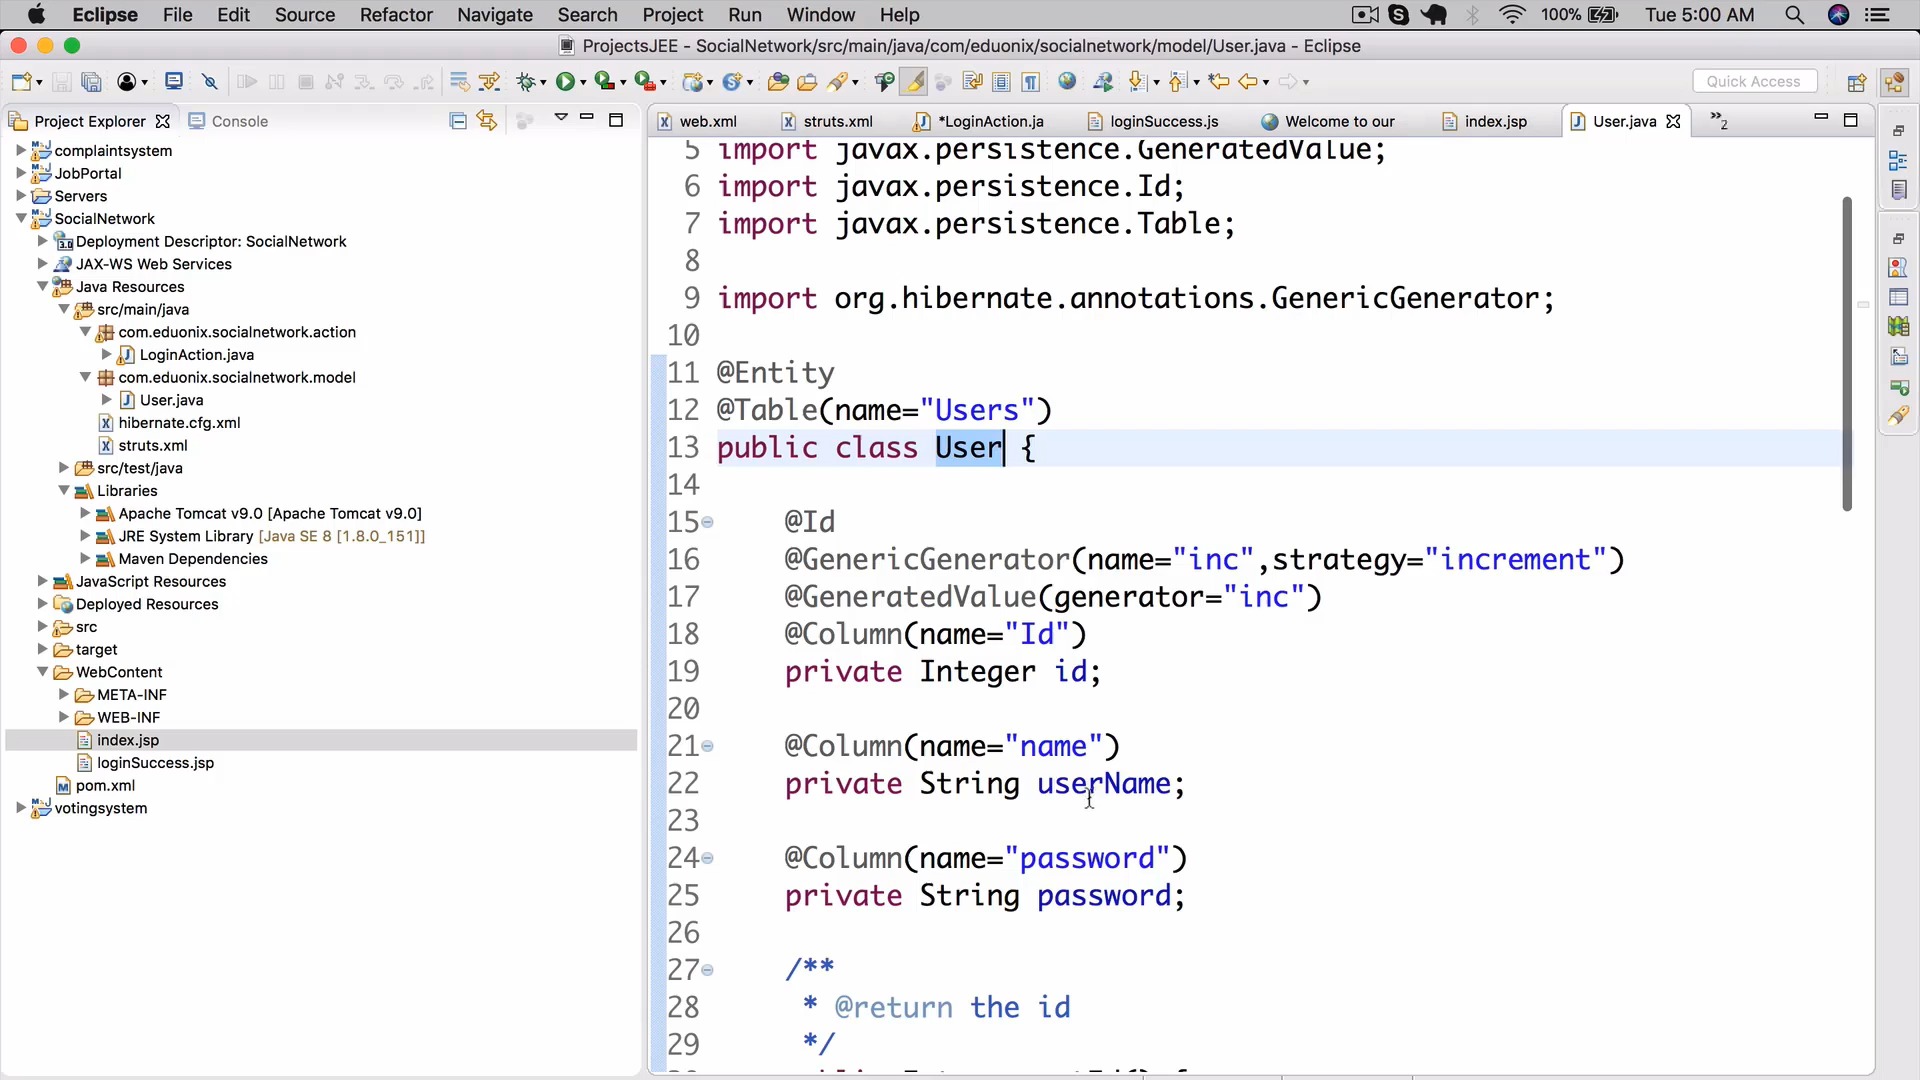 Eclipse File Edit Source Refactor Navigate Search Project Run Window Help 100% Tue 5:00 AM
ProjectsJEE - SocialNetwork/src/main/java/com/eduonix/socialnetwork/model/User.java - Eclipse
Quick Access
Project Explorer Console
web.xml struts.xml *LoginAction.ja loginSuccess.js Welcome to our index.jsp User.java »2
complaintsystem
JobPortal
Servers
SocialNetwork
Deployment Descriptor: SocialNetwork
JAX-WS Web Services
Java Resources
src/main/java
com.eduonix.socialnetwork.action
LoginAction.java
com.eduonix.socialnetwork.model
User.java
hibernate.cfg.xml
struts.xml
src/test/java
Libraries
Apache Tomcat v9.0 [Apache Tomcat v9.0]
JRE System Library [Java SE 8 [1.8.0_151]]
Maven Dependencies
JavaScript Resources
Deployed Resources
src
target
WebContent
META-INF
WEB-INF
index.jsp
loginSuccess.jsp
pom.xml
votingsystem
5 import javax.persistence.GeneratedValue;
6 import javax.persistence.Id;
7 import javax.persistence.Table;
8
9 import org.hibernate.annotations.GenericGenerator;
10
11 @Entity
12 @Table(name="Users")
13 public class User {
14
15 @Id
16 @GenericGenerator(name="inc",strategy="increment")
17 @GeneratedValue(generator="inc")
18 @Column(name="Id")
19 private Integer id;
20
21 @Column(name="name")
22 private String userName;
23
24 @Column(name="password")
25 private String password;
26
27 /**
28 * @return the id
29 */